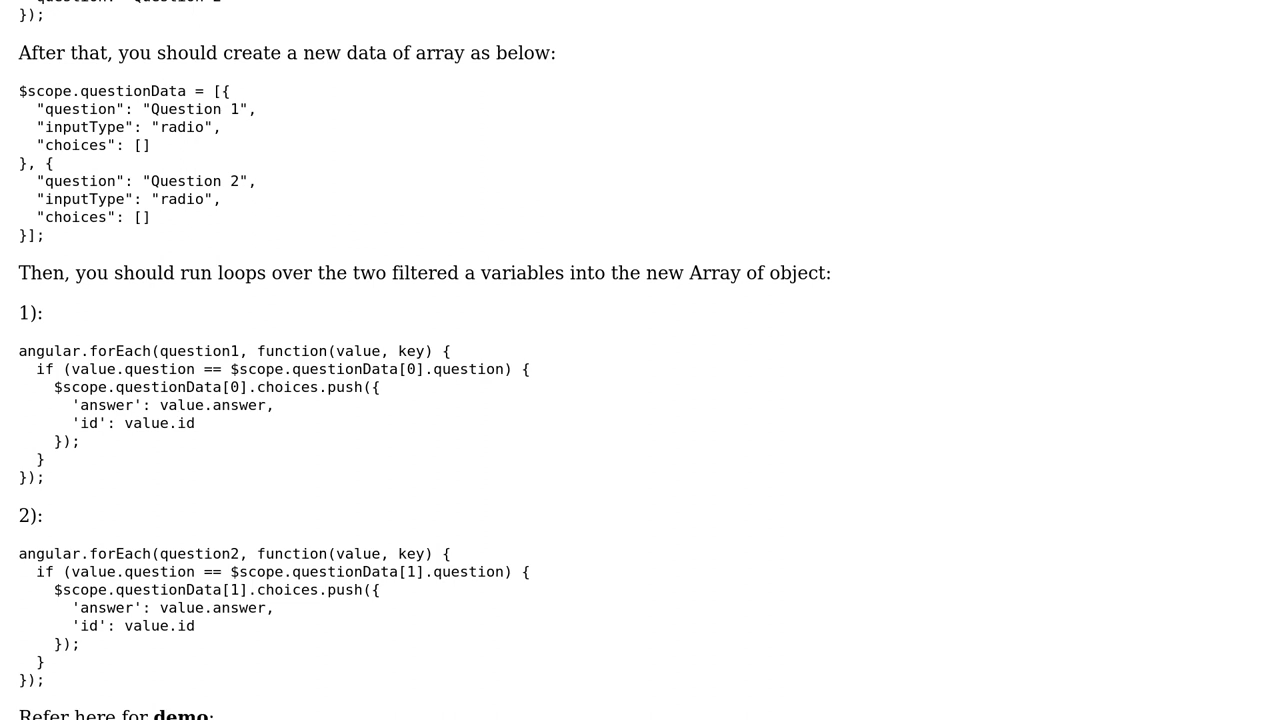 });
After that, you should create a new data of array as below:
$scope.questionData = [{
  "question": "Question 1",
  "inputType": "radio",
  "choices": []
}, {
  "question": "Question 2",
  "inputType": "radio",
  "choices": []
}];
Then, you should run loops over the two filtered a variables into the new Array of object:
1):
angular.forEach(question1, function(value, key) {
  if (value.question == $scope.questionData[0].question) {
    $scope.questionData[0].choices.push({
      'answer': value.answer,
      'id': value.id
    });
  }
});
2):
angular.forEach(question2, function(value, key) {
  if (value.question == $scope.questionData[1].question) {
    $scope.questionData[1].choices.push({
      'answer': value.answer,
      'id': value.id
    });
  }
});
Refer here for demo: